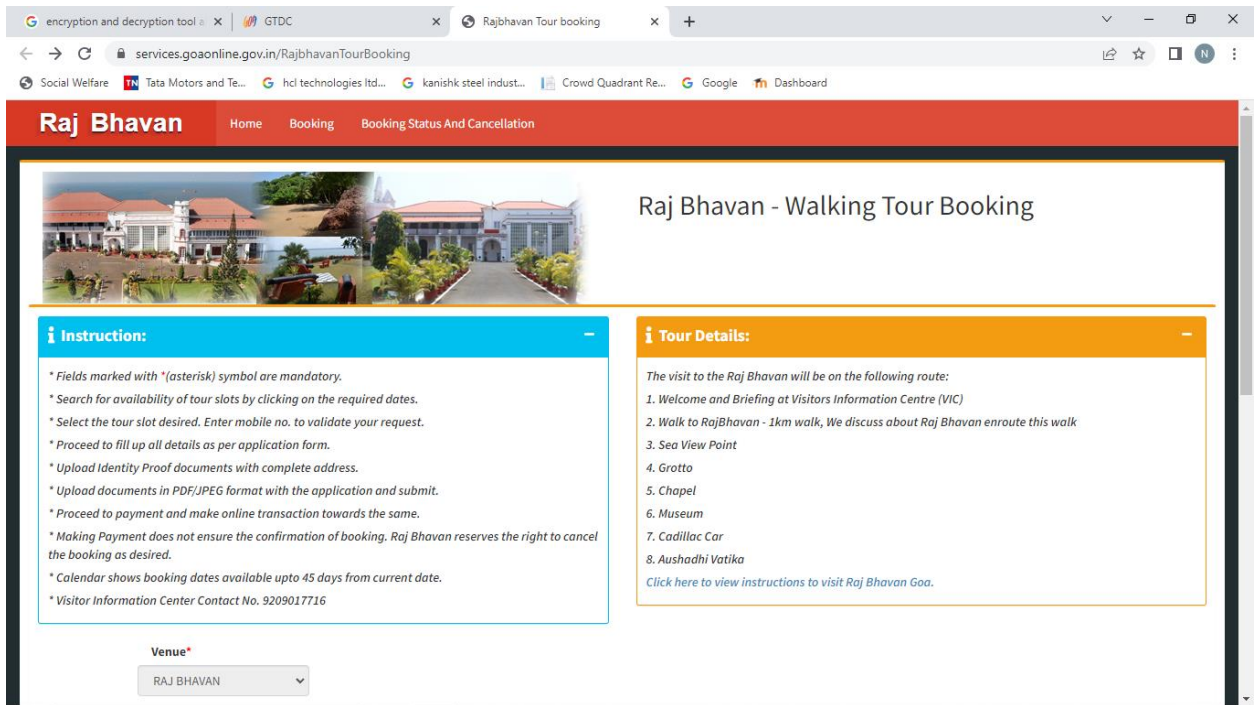 encryption and decryption tool a
GTDC
Rajbhavan Tour booking
services.goaonline.gov.in/RajbhavanTourBooking
N
Social Welfare
TN Tata Motors and Te...
hcl technologies ltd...
kanishk steel indust...
Crowd Quadrant Re...
Google
Dashboard
Raj Bhavan
Home
Booking
Booking Status And Cancellation
Raj Bhavan - Walking Tour Booking
Instruction:
* Fields marked with *(asterisk) symbol are mandatory.
* Search for availability of tour slots by clicking on the required dates.
* Select the tour slot desired. Enter mobile no. to validate your request.
* Proceed to fill up all details as per application form.
* Upload Identity Proof documents with complete address.
* Upload documents in PDF/JPEG format with the application and submit.
* Proceed to payment and make online transaction towards the same.
* Making Payment does not ensure the confirmation of booking. Raj Bhavan reserves the right to cancel
the booking as desired.
* Calendar shows booking dates available upto 45 days from current date.
* Visitor Information Center Contact No. 9209017716
Tour Details:
The visit to the Raj Bhavan will be on the following route:
1. Welcome and Briefing at Visitors Information Centre (VIC)
2. Walk to RajBhavan - 1km walk, We discuss about Raj Bhavan enroute this walk
3. Sea View Point
4. Grotto
5. Chapel
6. Museum
7. Cadillac Car
8. Aushadhi Vatika
Click here to view instructions to visit Raj Bhavan Goa.
Venue*
RAJ BHAVAN